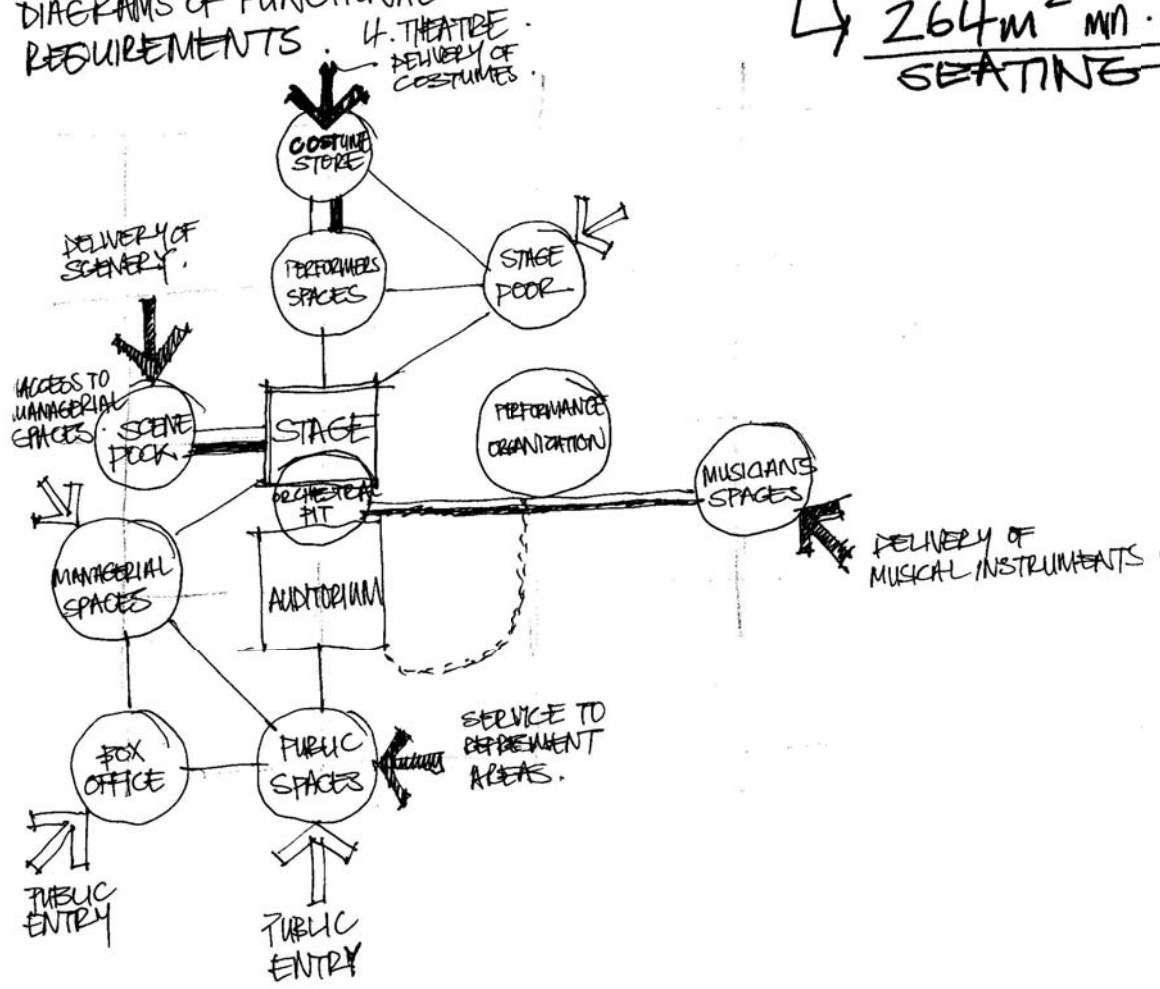 DIAGRAMS OF FUNCTIONAL
REQUIREMENTS.
4. THEATRE.
DELIVERY OF
COSTUMES.
264m² MIN.
SEATING
COSTUME
STORE
DELIVERY OF
SCENERY.
PERFORMERS
SPACES
STAGE
DOOR
ACCESS TO
MANAGERIAL
SPACES.
SCENE
DOCK
STAGE
PERFORMANCE
ORGANIZATION
MUSICIANS
SPACES
ORCHESTRAL
PIT
DELIVERY OF
MUSICAL INSTRUMENTS
MANAGERIAL
SPACES
AUDITORIUM
SERVICE TO
AREAS.
BOX
OFFICE
PUBLIC
SPACES
PUBLIC
ENTRY
PUBLIC
ENTRY